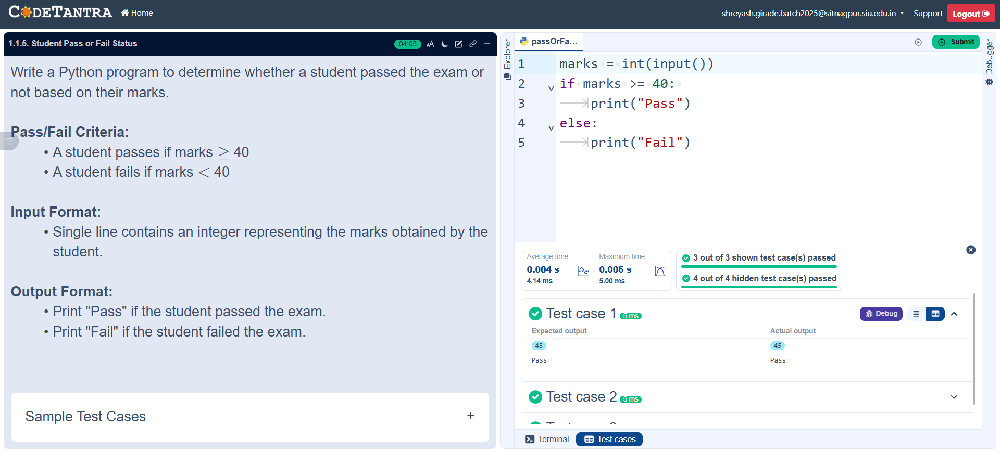 CODETANTRA Home shreyash.girade.batch2025@sitnagpur.siu.edu.in Support Logout
1.1.5. Student Pass or Fail Status 04:05 AA
Write a Python program to determine whether a student passed the exam or
not based on their marks.
Pass/Fail Criteria:
• A student passes if marks ≥ 40
• A student fails if marks < 40
Input Format:
• Single line contains an integer representing the marks obtained by the
student.
Output Format:
• Print "Pass" if the student passed the exam.
• Print "Fail" if the student failed the exam.
Sample Test Cases +
Explorer
passOrFa... Submit
Debugger
1 marks = int(input())
2 if marks >= 40:
3 print("Pass")
4 else:
5 print("Fail")
Average time Maximum time
0.004 s 0.005 s
4.14 ms 5.00 ms
3 out of 3 shown test case(s) passed
4 out of 4 hidden test case(s) passed
Test case 1 5 ms Debug
Expected output Actual output
45 45
Pass Pass
Test case 2 5 ms
Terminal Test cases